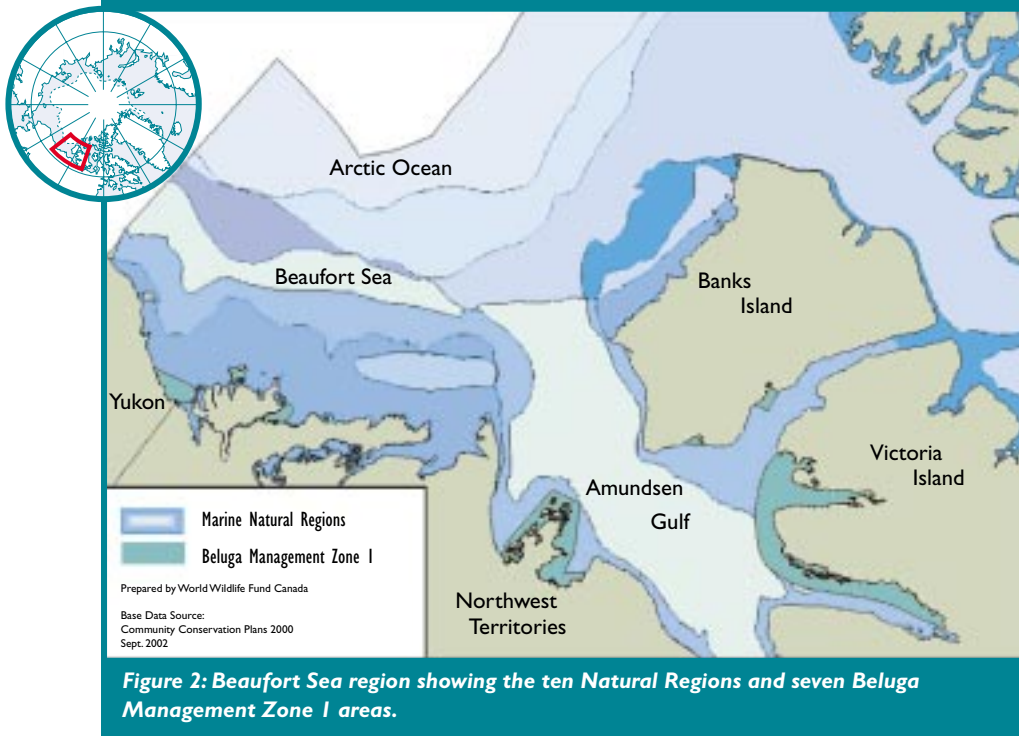 Arctic Ocean
Beaufort Sea
Banks
Island
Yukon
Victoria
Island
Amundsen
Gulf
Northwest
Territories
Marine Natural Regions
Beluga Management Zone 1
Prepared by World Wildlife Fund Canada
Base Data Source:
Community Conservation Plans 2000
Sept. 2002
Figure 2: Beaufort Sea region showing the ten Natural Regions and seven Beluga
Management Zone 1 areas.